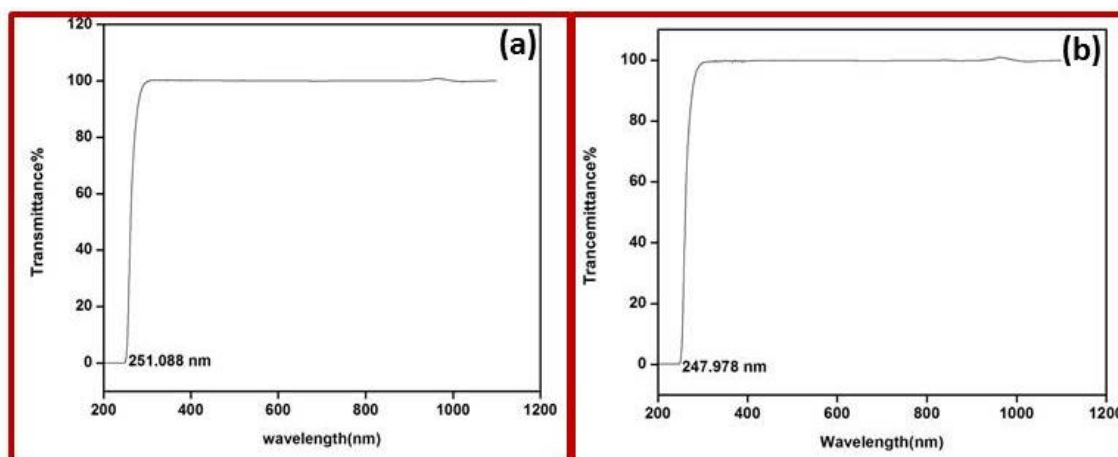 (a)
120
100
80
60
40
20
0
Transmittance%
251.088 nm
200 400 600 800 1000 1200
wavelength(nm)
(b)
100
80
60
40
20
0
Trancemittance%
247.978 nm
200 400 600 800 1000 1200
Wavelength(nm)